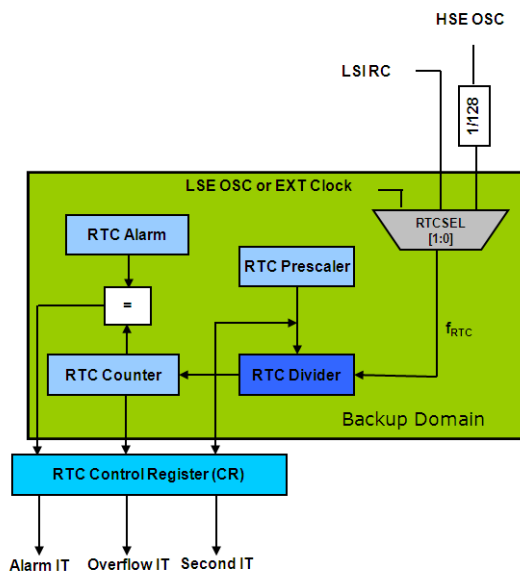 HSE OSC
LSI RC
1/128
LSE OSC or EXT Clock
RTCSEL
[1:0]
RTC Alarm
RTC Prescaler
=
fRTC
RTC Counter
RTC Divider
Backup Domain
RTC Control Register (CR)
Alarm IT
Overflow IT
Second IT